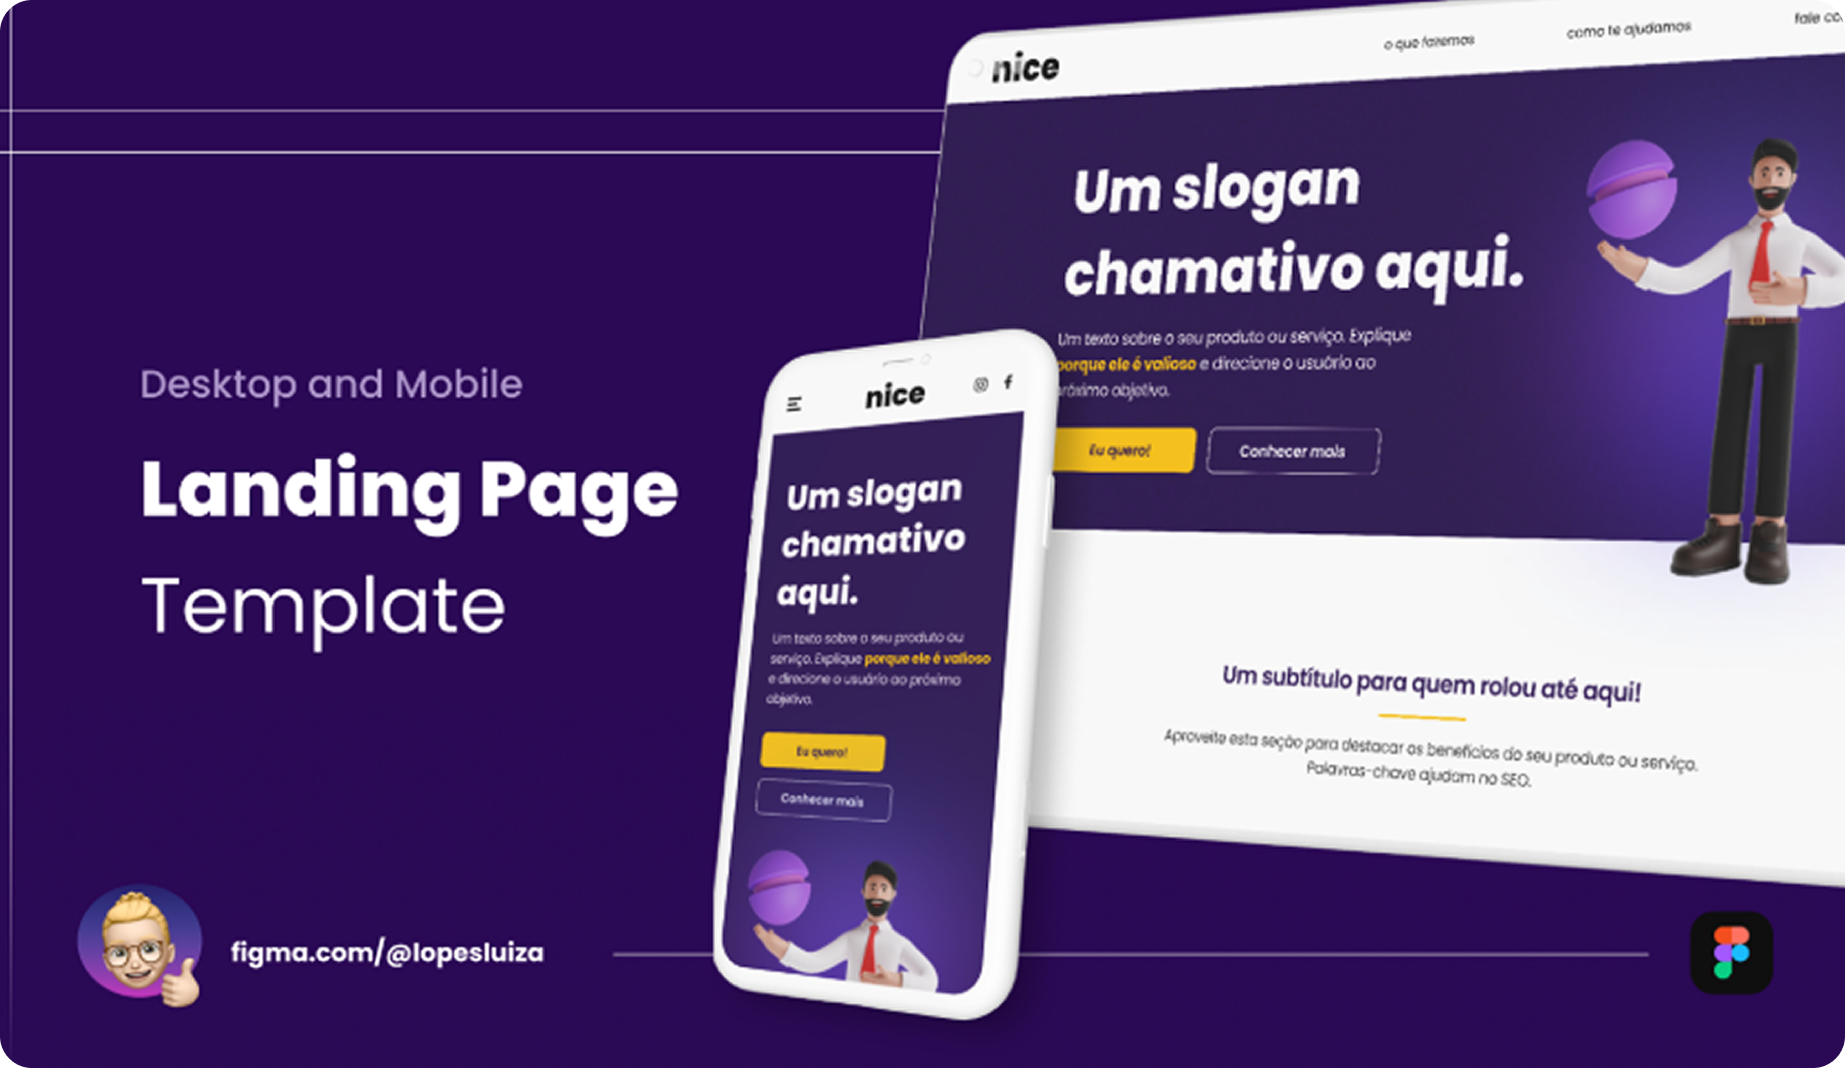 Desktop and Mobile
Landing Page
Template
figma.com/@lopesluiza
nice
Um slogan
chamativo
aqui.
Um texto sobre o seu produto ou
serviço. Explique porque ele é valioso
e direcione o usuário ao próximo
objetivo.
Eu quero!
Conhecer mais
nice
o que fazemos
como te ajudamos
fale co
Um slogan
chamativo aqui.
Um texto sobre o seu produto ou serviço. Explique
porque ele é valioso e direcione o usuário ao
próximo objetivo.
Eu quero!
Conhecer mais
Um subtítulo para quem rolou até aqui!
Aproveite esta seção para destacar os benefícios do seu produto ou serviço.
Palavras-chave ajudam no SEO.